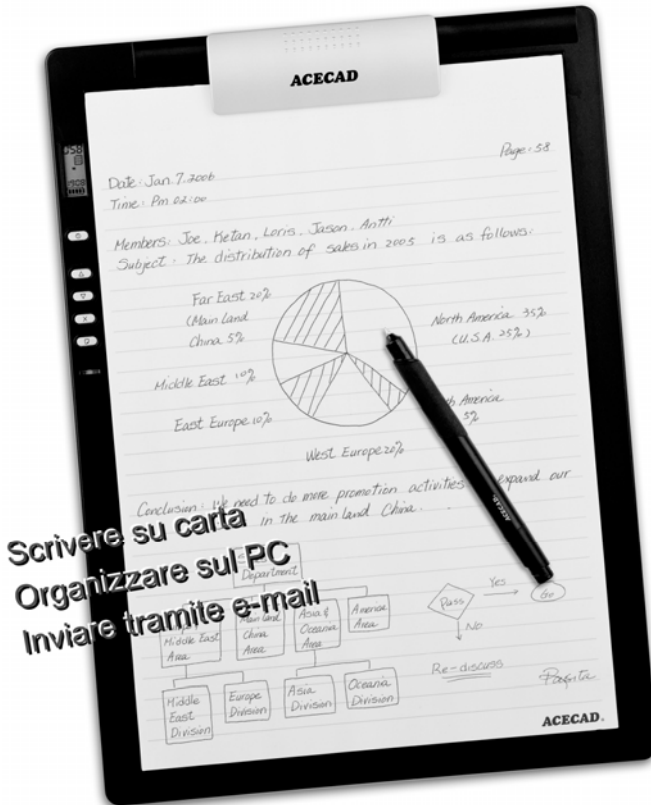 ACECAD
Page: 58
Date: Jan. 7. 2006
Time: Pm 02:00
Members: Joe, Ketan, Loris, Jason, Antti
Subject: The distribution of sales in 2005 is as follows:
Far East 20%
(Main Land
China 5%
North America 35%
(U.S.A. 25%)
Middle East 10%
East Europe 10%
America
5%
West Europe 20%
Conclusion: We need to do more promotion activities expand our
in the main land China.
Scrivere su carta
Organizzare sul PC
Inviare tramite e-mail
Department
Middle East
Area
Main land
China
Area
Asia &
Oceania
Area
America
Area
Middle
East
Division
Europe
Division
Asia
Division
Oceania
Division
Pass
Yes
Go
No
Re-discuss
ACECAD.
ACECAD